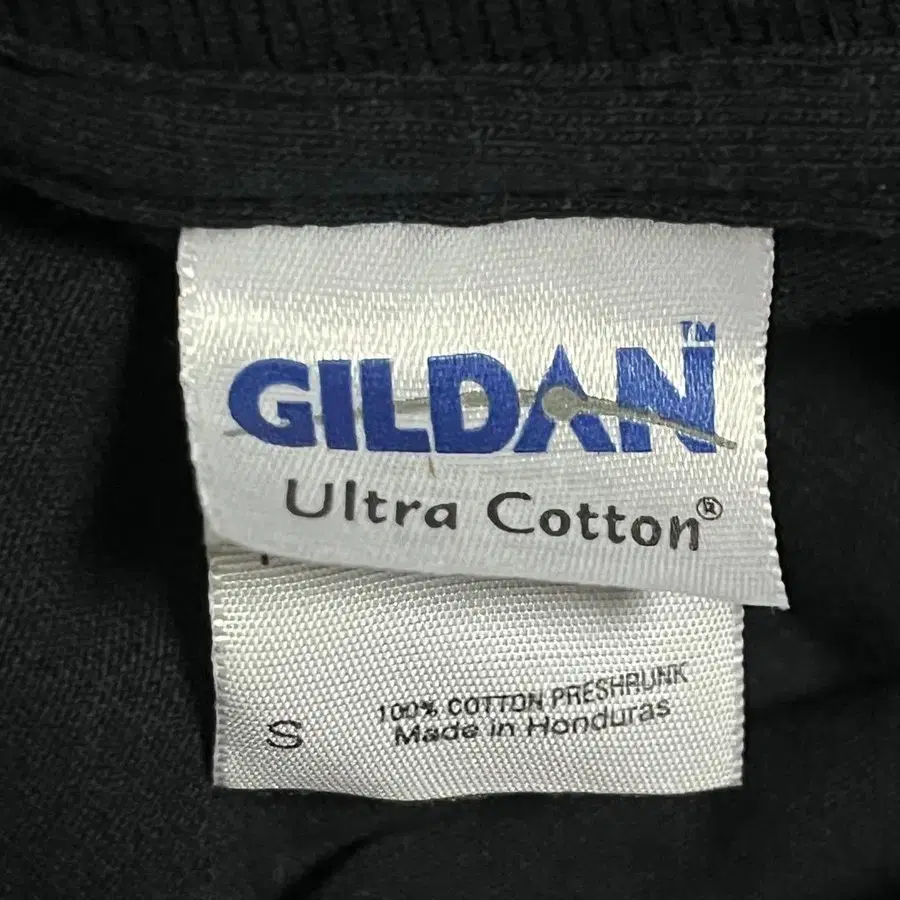 GILDAN™
Ultra Cotton®
S
100% COTTON PRESHRUNK
Made in Honduras